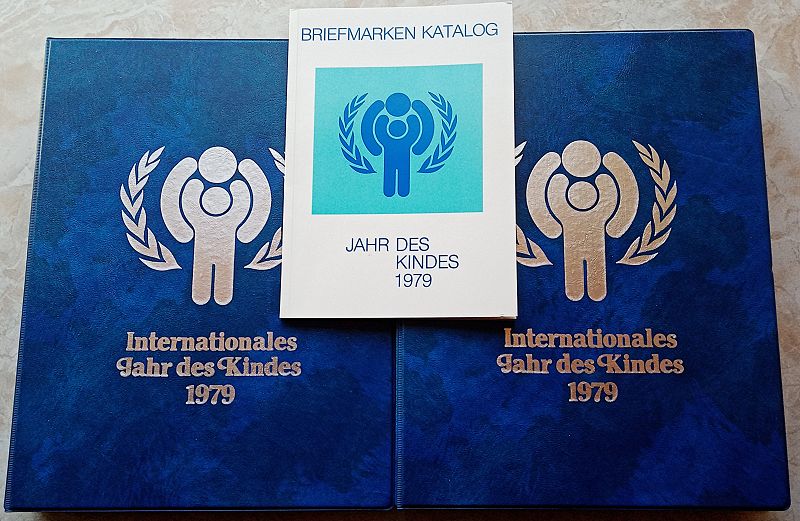 BRIEFMARKEN KATALOG
JAHR DES
KINDES
1979
Internationales
Jahr des Kindes
1979
Internationales
Jahr des Kindes
1979